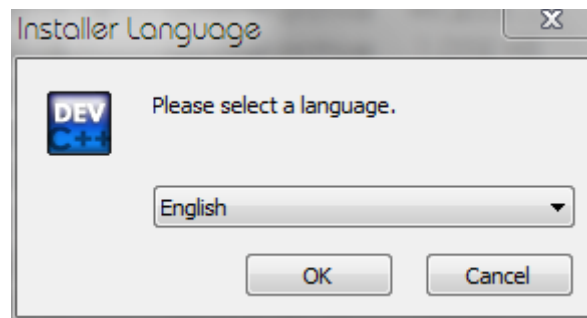 Installer Language
DEV
C++
Please select a language.
English
OK
Cancel